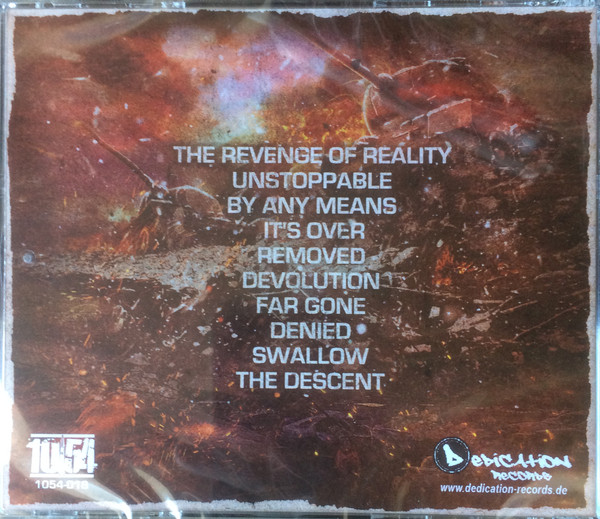 THE REVENGE OF REALITY
UNSTOPPABLE
BY ANY MEANS
IT'S OVER
REMOVED
DEVOLUTION
FAR GONE
DENIED
SWALLOW
THE DESCENT
1054
1054-016
Dedication
Records
www.dedication-records.de